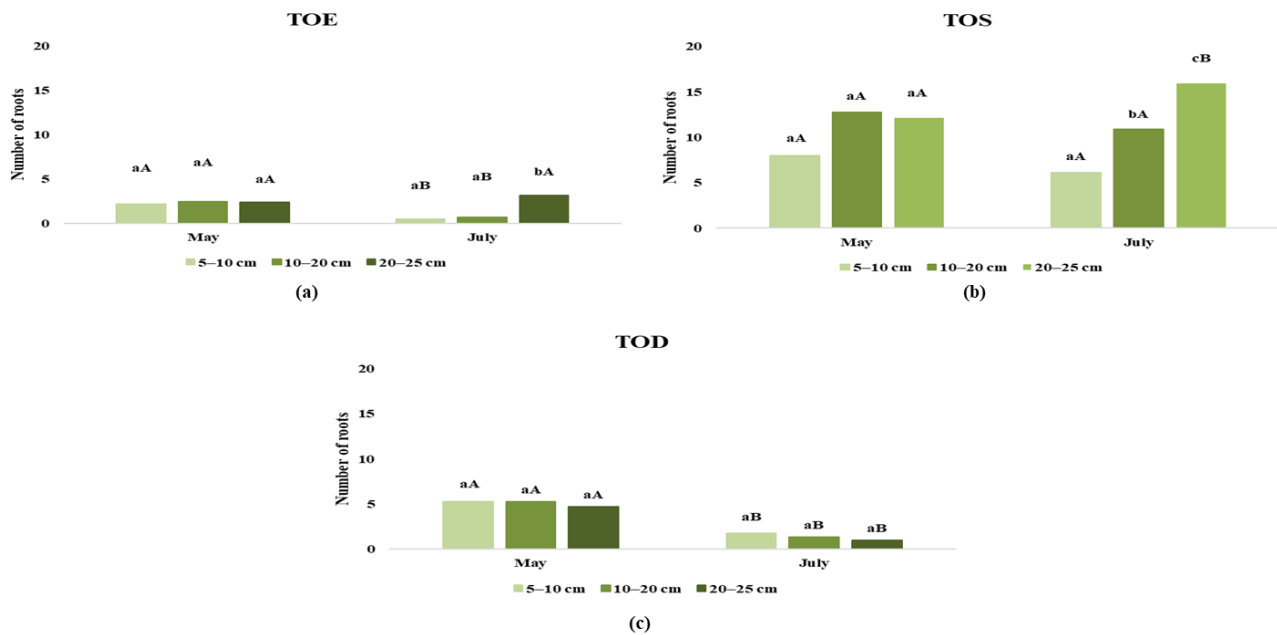 TOE
20
15
10
5
0
Number of roots
aA
aA
aA
aB
aB
bA
May
July
5–10 cm 10–20 cm 20–25 cm
(a)
TOS
20
15
10
5
0
Number of roots
aA
aA
aA
aA
bA
cB
May
July
5–10 cm 10–20 cm 20–25 cm
(b)
TOD
20
15
10
5
0
Number of roots
aA
aA
aA
aB
aB
aB
May
July
5–10 cm 10–20 cm 20–25 cm
(c)